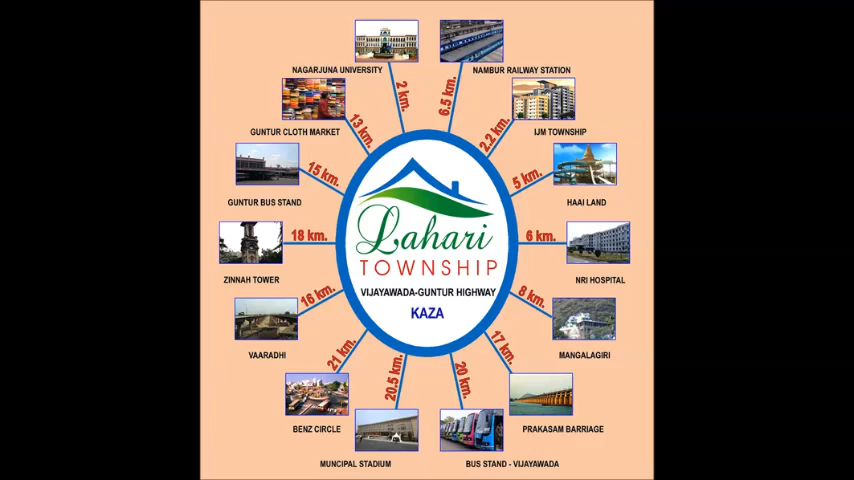 NAGARJUNA UNIVERSITY
NAMBUR RAILWAY STATION
2 km.
6.5 km.
GUNTUR CLOTH MARKET
13 km.
2.2 km.
IJM TOWNSHIP
GUNTUR BUS STAND
15 km.
5 km.
HAAI LAND
ZINNAH TOWER
18 km.
6 km.
NRI HOSPITAL
Lahari
TOWNSHIP
VIJAYAWADA-GUNTUR HIGHWAY
KAZA
VAARADHI
16 km.
8 km.
MANGALAGIRI
BENZ CIRCLE
21 km.
17 km.
PRAKASAM BARRIAGE
20.5 km.
20 km.
MUNCIPAL STADIUM
BUS STAND - VIJAYAWADA